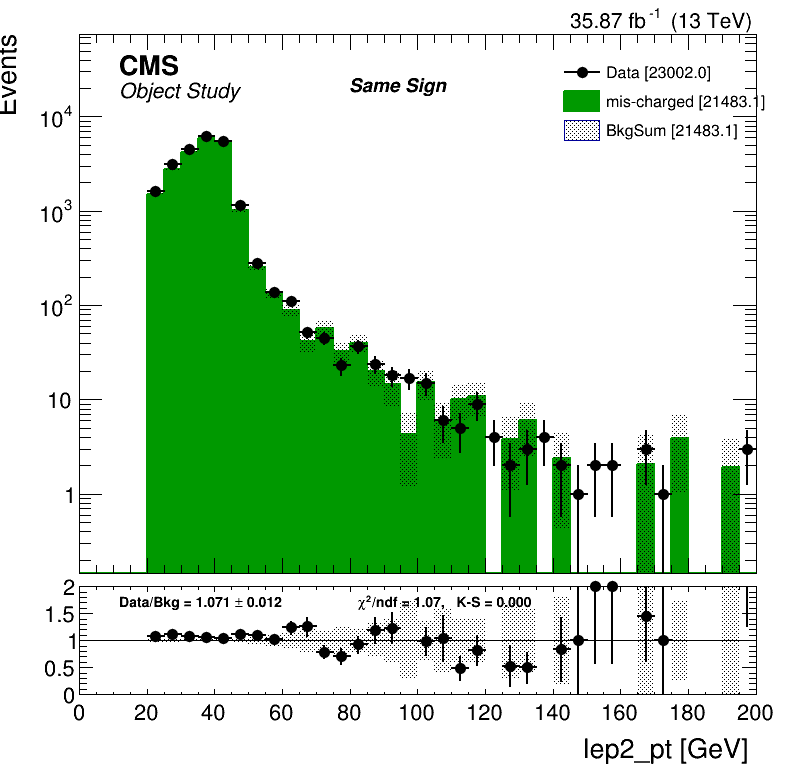 35.87 fb⁻¹ (13 TeV)
Events
CMS
Object Study
Same Sign
Data [23002.0]
mis-charged [21483.1]
BkgSum [21483.1]
10⁴
10³
10²
10
1
Data/Bkg = 1.071 ± 0.012
χ²/ndf = 1.07, K-S = 0.000
2
1.5
1
0.5
0
0 20 40 60 80 100 120 140 160 180 200
lep2_pt [GeV]